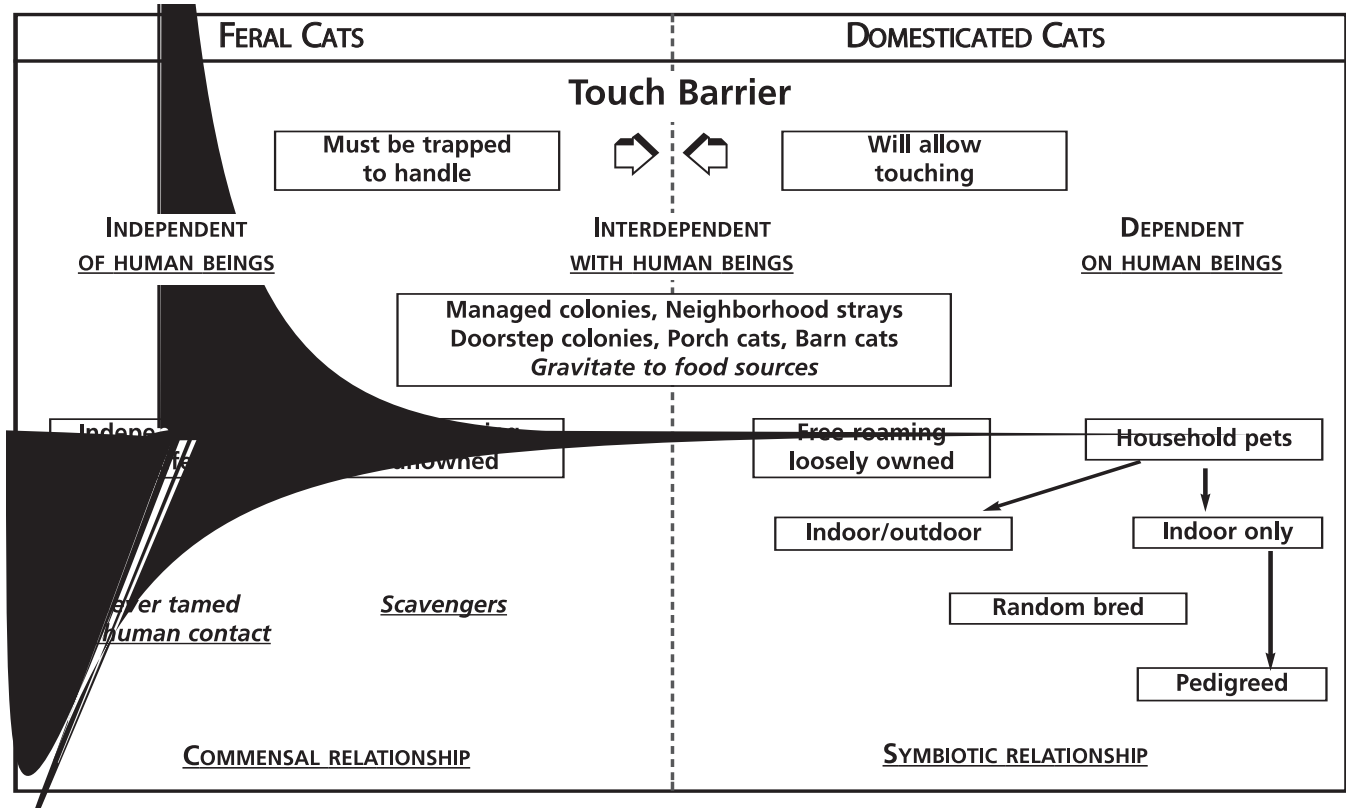 FERAL CATS
DOMESTICATED CATS
Touch Barrier
Must be trapped
to handle
Will allow
touching
INDEPENDENT
OF HUMAN BEINGS
INTERDEPENDENT
WITH HUMAN BEINGS
DEPENDENT
ON HUMAN BEINGS
Managed colonies, Neighborhood strays
Doorstep colonies, Porch cats, Barn cats
Gravitate to food sources
Free-roaming
loosely owned
Household pets
Indoor/outdoor
Indoor only
tamed
human contact
Scavengers
Random bred
Pedigreed
COMMENSAL RELATIONSHIP
SYMBIOTIC RELATIONSHIP